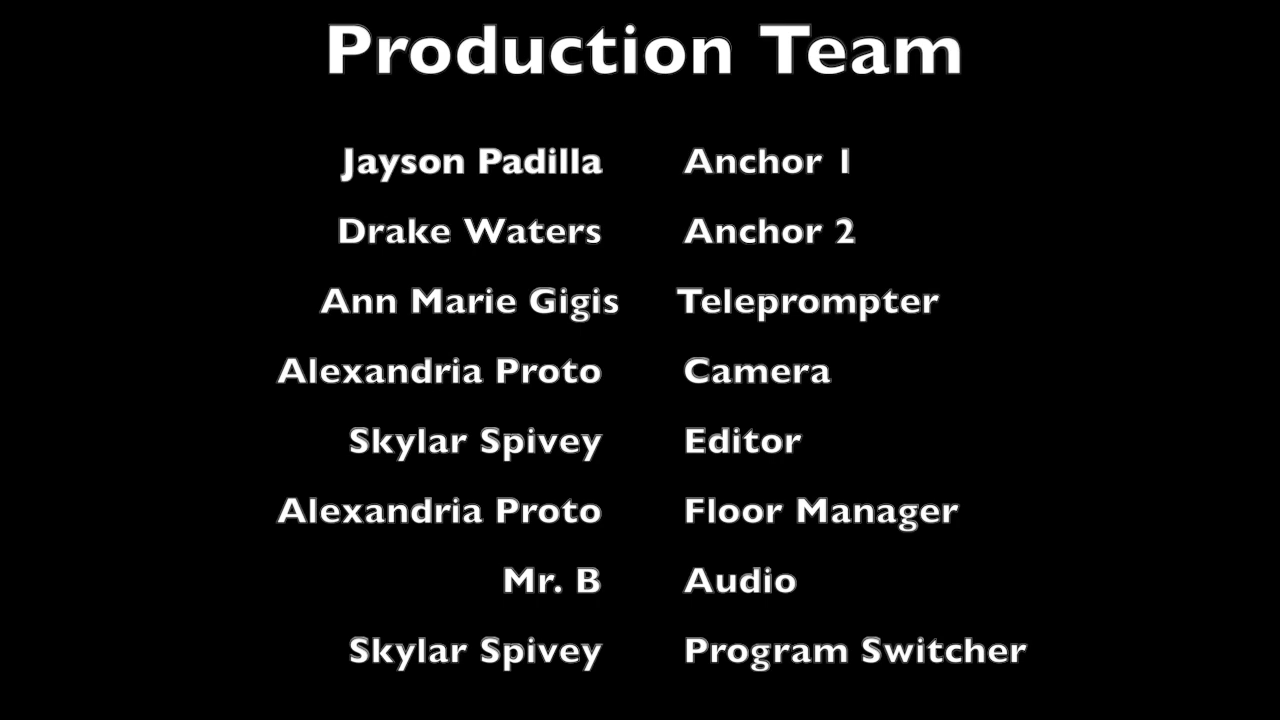 Production Team
Jayson Padilla Anchor 1
Drake Waters Anchor 2
Ann Marie Gigis Teleprompter
Alexandria Proto Camera
Skylar Spivey Editor
Alexandria Proto Floor Manager
Mr. B Audio
Skylar Spivey Program Switcher